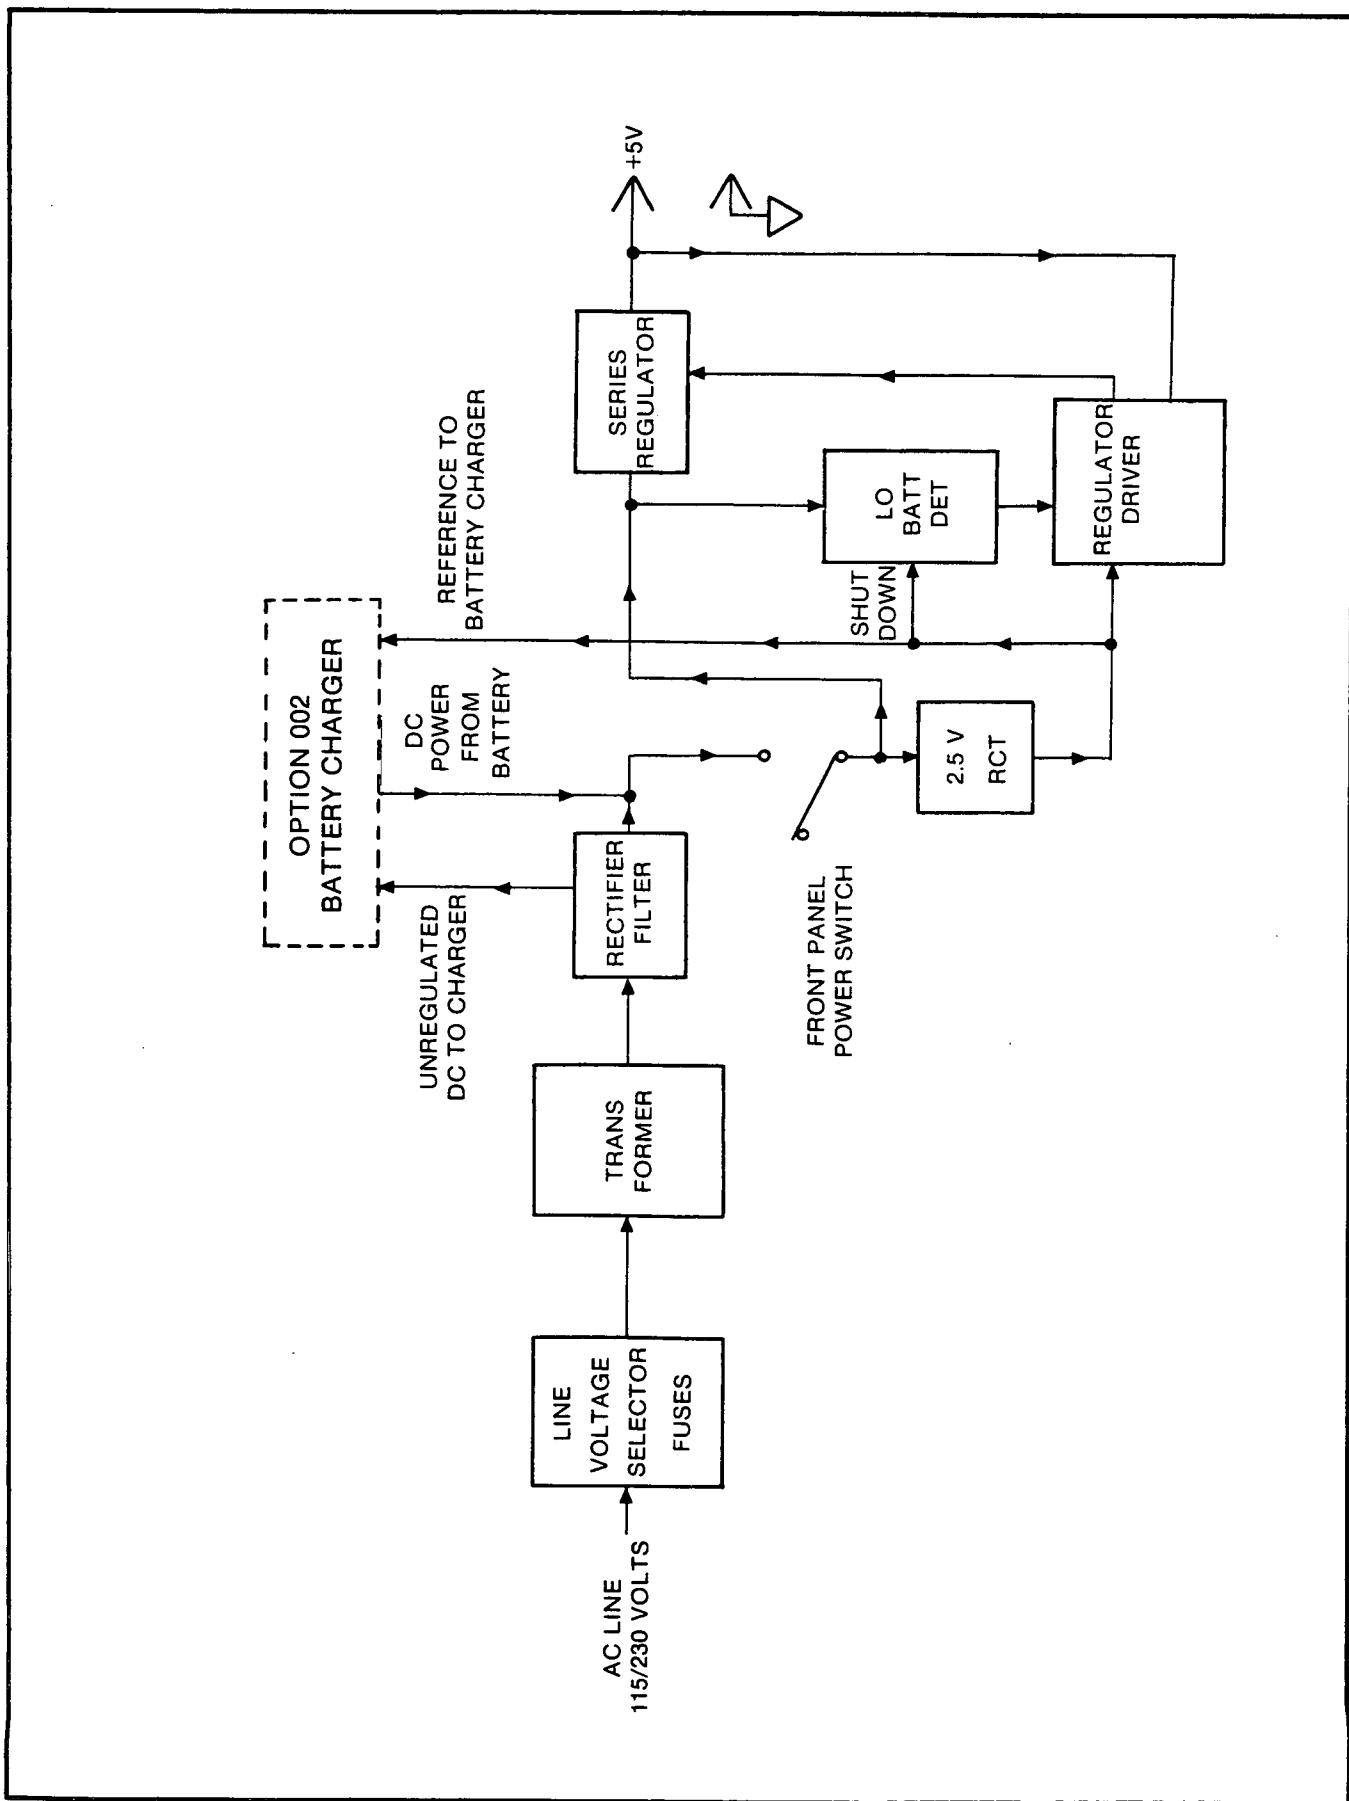 OPTION 002
BATTERY CHARGER
UNREGULATED
DC TO CHARGER
DC
POWER
FROM
BATTERY
REFERENCE TO
BATTERY CHARGER
AC LINE
115/230 VOLTS
LINE
VOLTAGE
SELECTOR
FUSES
TRANS
FORMER
RECTIFIER
FILTER
SERIES
REGULATOR
+5V
FRONT PANEL
POWER SWITCH
SHUT
DOWN
LO
BATT
DET
2.5 V
RCT
REGULATOR
DRIVER